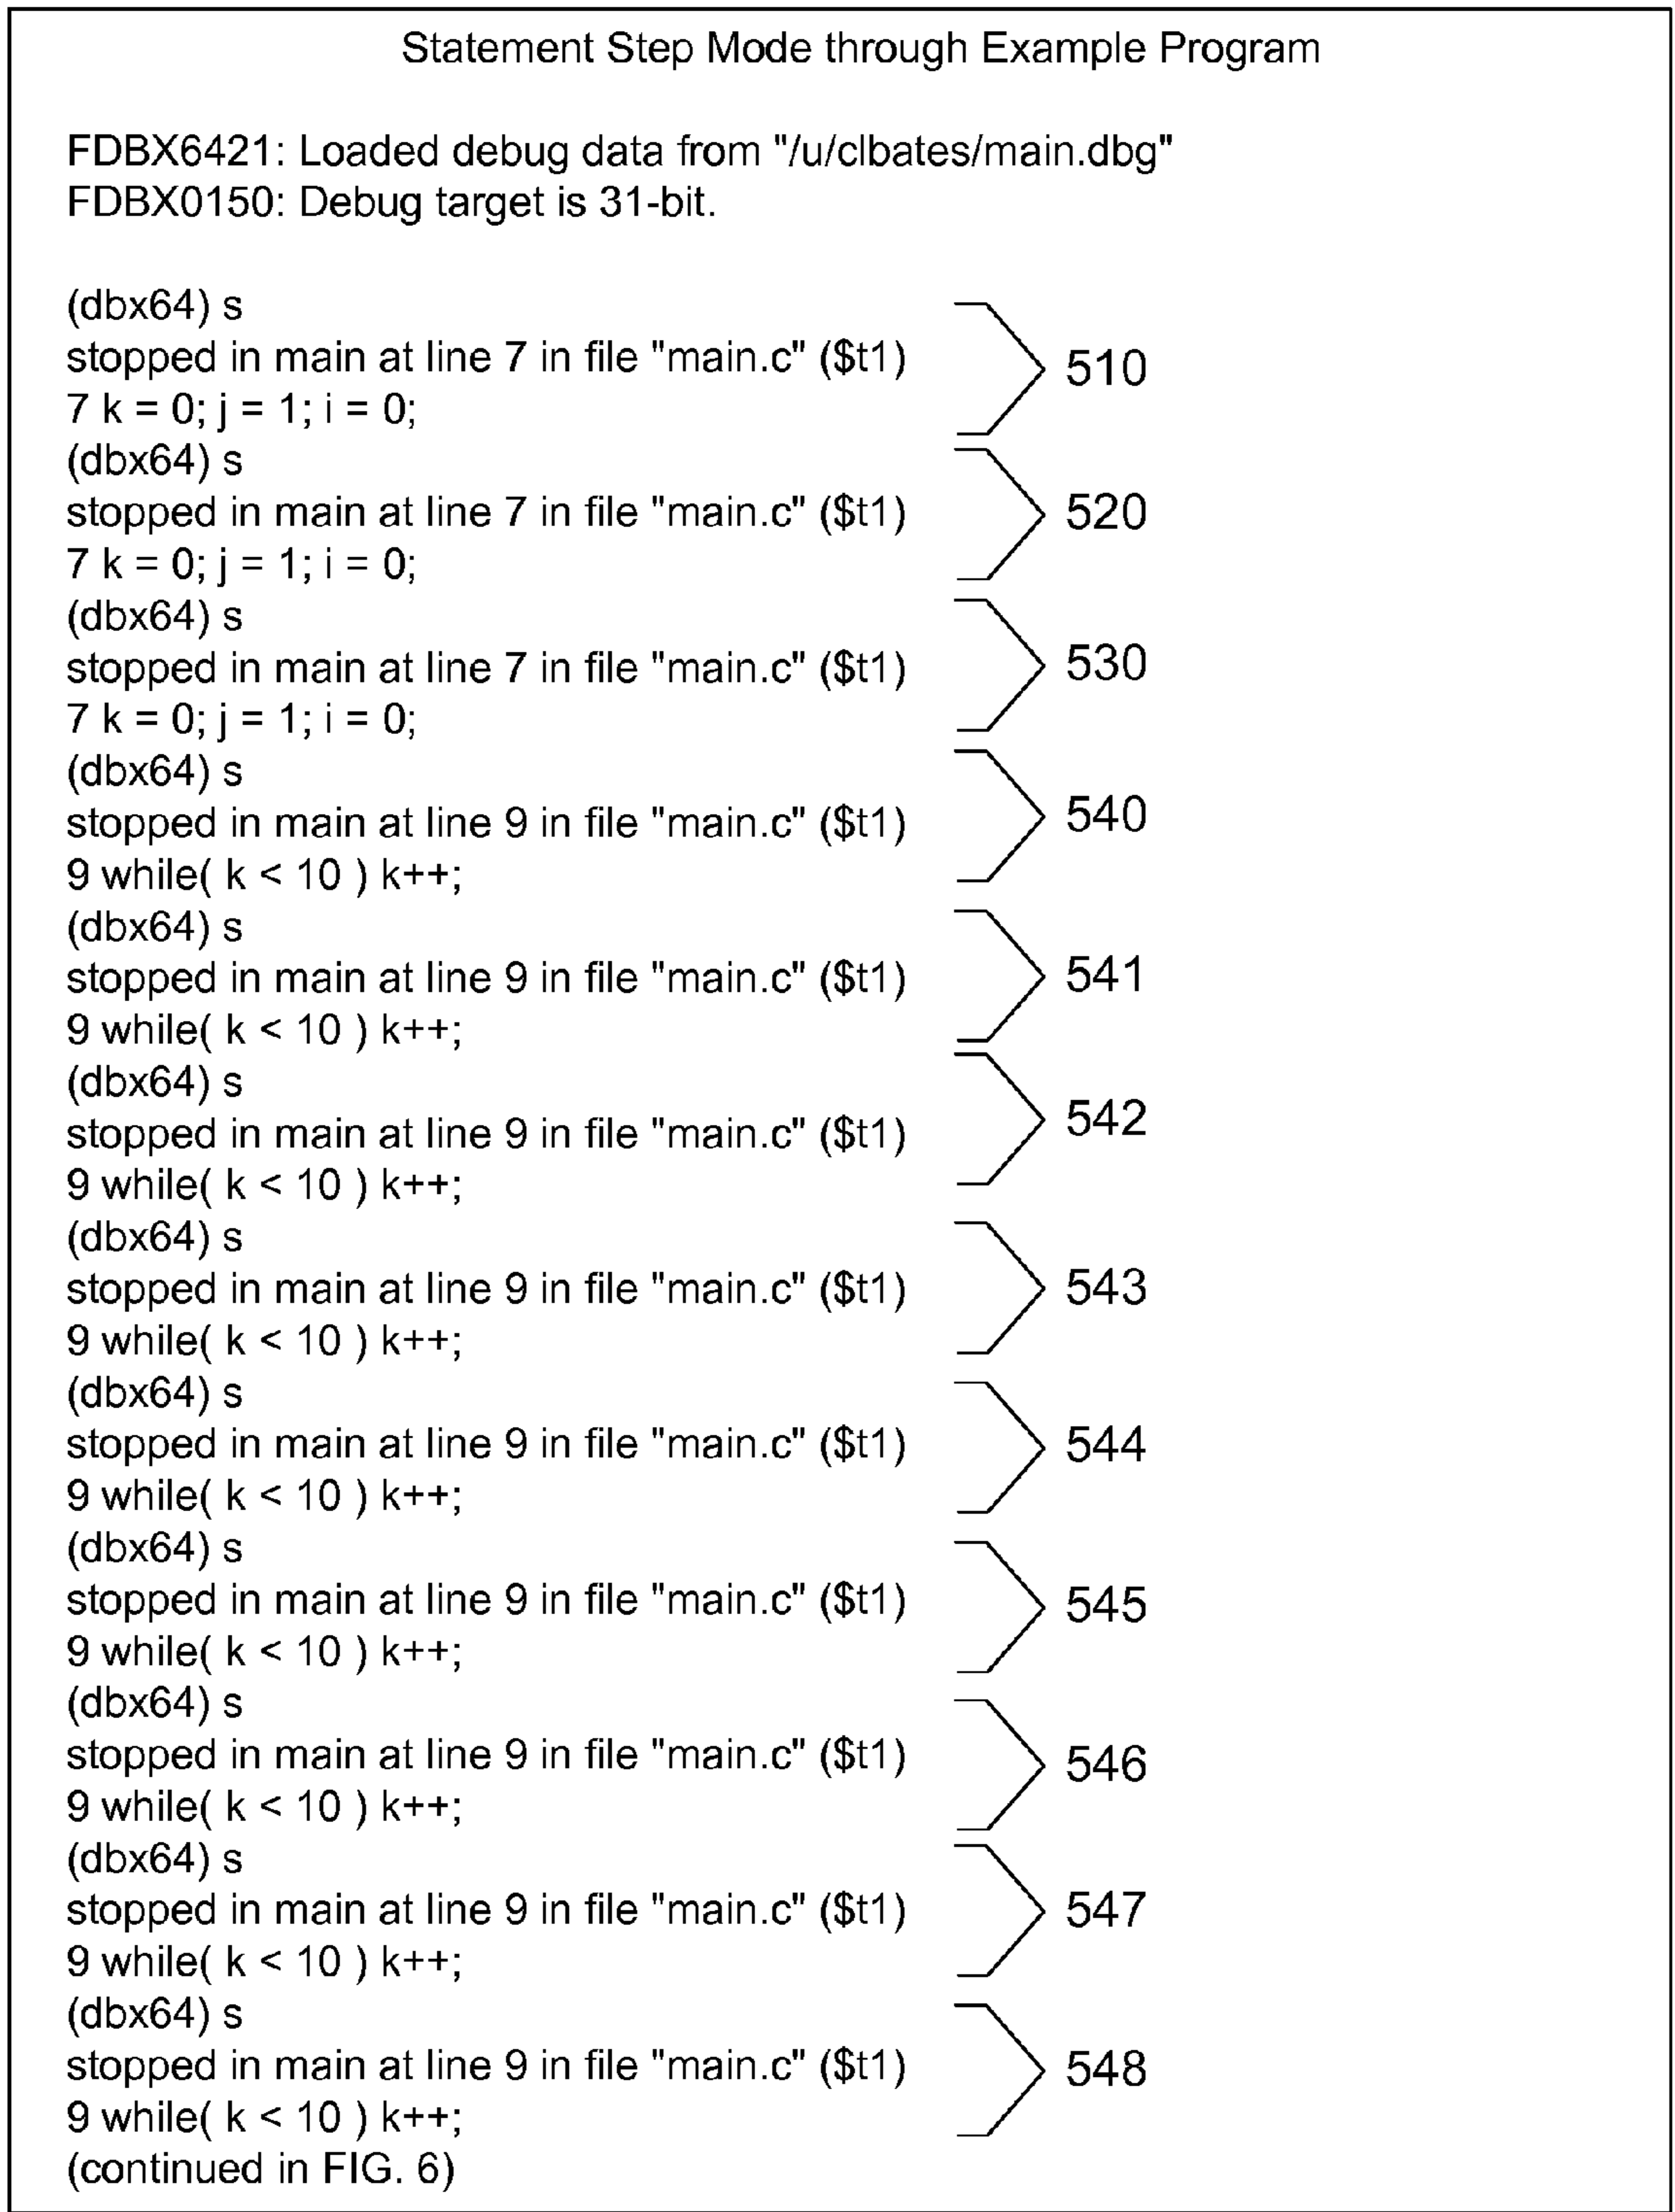 Statement Step Mode through Example Program
FDBX6421: Loaded debug data from "/u/clbates/main.dbg"
FDBX0150: Debug target is 31-bit.
(dbx64) s
stopped in main at line 7 in file "main.c" ($t1)
7 k = 0; j = 1; i = 0;
510
(dbx64) s
stopped in main at line 7 in file "main.c" ($t1)
7 k = 0; j = 1; i = 0;
520
(dbx64) s
stopped in main at line 7 in file "main.c" ($t1)
7 k = 0; j = 1; i = 0;
530
(dbx64) s
stopped in main at line 9 in file "main.c" ($t1)
9 while( k < 10 ) k++;
540
(dbx64) s
stopped in main at line 9 in file "main.c" ($t1)
9 while( k < 10 ) k++;
541
(dbx64) s
stopped in main at line 9 in file "main.c" ($t1)
9 while( k < 10 ) k++;
542
(dbx64) s
stopped in main at line 9 in file "main.c" ($t1)
9 while( k < 10 ) k++;
543
(dbx64) s
stopped in main at line 9 in file "main.c" ($t1)
9 while( k < 10 ) k++;
544
(dbx64) s
stopped in main at line 9 in file "main.c" ($t1)
9 while( k < 10 ) k++;
545
(dbx64) s
stopped in main at line 9 in file "main.c" ($t1)
9 while( k < 10 ) k++;
546
(dbx64) s
stopped in main at line 9 in file "main.c" ($t1)
9 while( k < 10 ) k++;
547
(dbx64) s
stopped in main at line 9 in file "main.c" ($t1)
9 while( k < 10 ) k++;
548
(continued in FIG. 6)